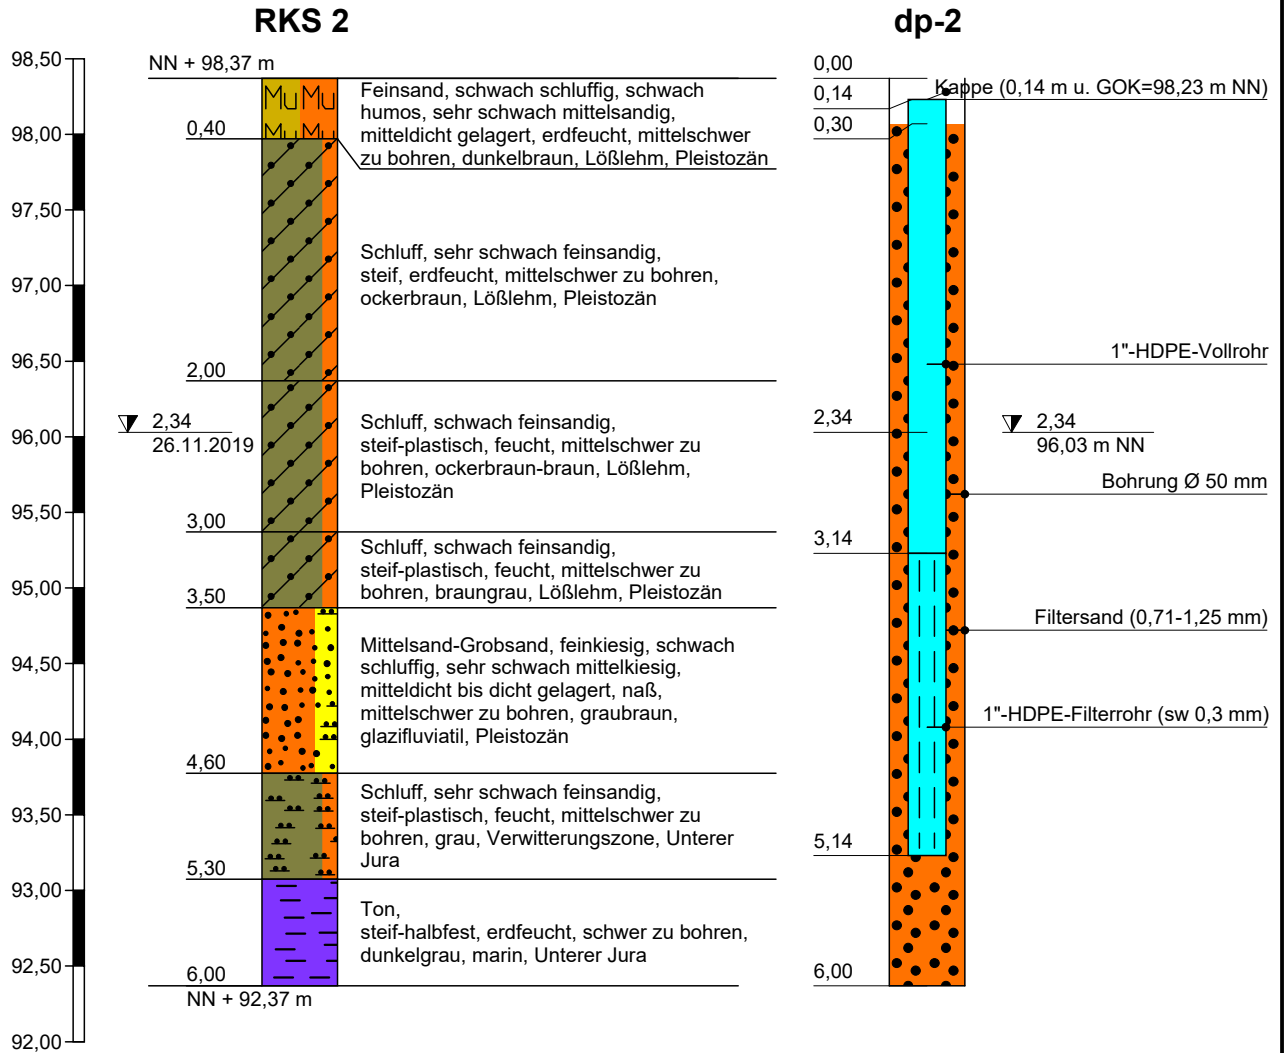 RKS 2
dp-2
98,50
98,00
97,50
97,00
96,50
96,00
95,50
95,00
94,50
94,00
93,50
93,00
92,50
92,00
NN + 98,37 m
Mu Mu
Mu Mu
0,40
2,00
2,34
26.11.2019
3,00
3,50
4,60
5,30
6,00
NN + 92,37 m
Feinsand, schwach schluffig, schwach
humos, sehr schwach mittelsandig,
mitteldicht gelagert, erdfeucht, mittelschwer
zu bohren, dunkelbraun, Lößlehm, Pleistozän
Schluff, sehr schwach feinsandig,
steif, erdfeucht, mittelschwer zu bohren,
ockerbraun, Lößlehm, Pleistozän
Schluff, schwach feinsandig,
steif-plastisch, feucht, mittelschwer zu
bohren, ockerbraun-braun, Lößlehm,
Pleistozän
Schluff, schwach feinsandig,
steif-plastisch, feucht, mittelschwer zu
bohren, braungrau, Lößlehm, Pleistozän
Mittelsand-Grobsand, feinkiesig, schwach
schluffig, sehr schwach mittelkiesig,
mitteldicht bis dicht gelagert, naß,
mittelschwer zu bohren, graubraun,
glazifluviatil, Pleistozän
Schluff, sehr schwach feinsandig,
steif-plastisch, feucht, mittelschwer zu
bohren, grau, Verwitterungszone, Unterer
Jura
Ton,
steif-halbfest, erdfeucht, schwer zu bohren,
dunkelgrau, marin, Unterer Jura
0,00
0,14
0,30
2,34
3,14
5,14
6,00
Kappe (0,14 m u. GOK=98,23 m NN)
1"-HDPE-Vollrohr
2,34
96,03 m NN
Bohrung Ø 50 mm
Filtersand (0,71-1,25 mm)
1"-HDPE-Filterrohr (sw 0,3 mm)